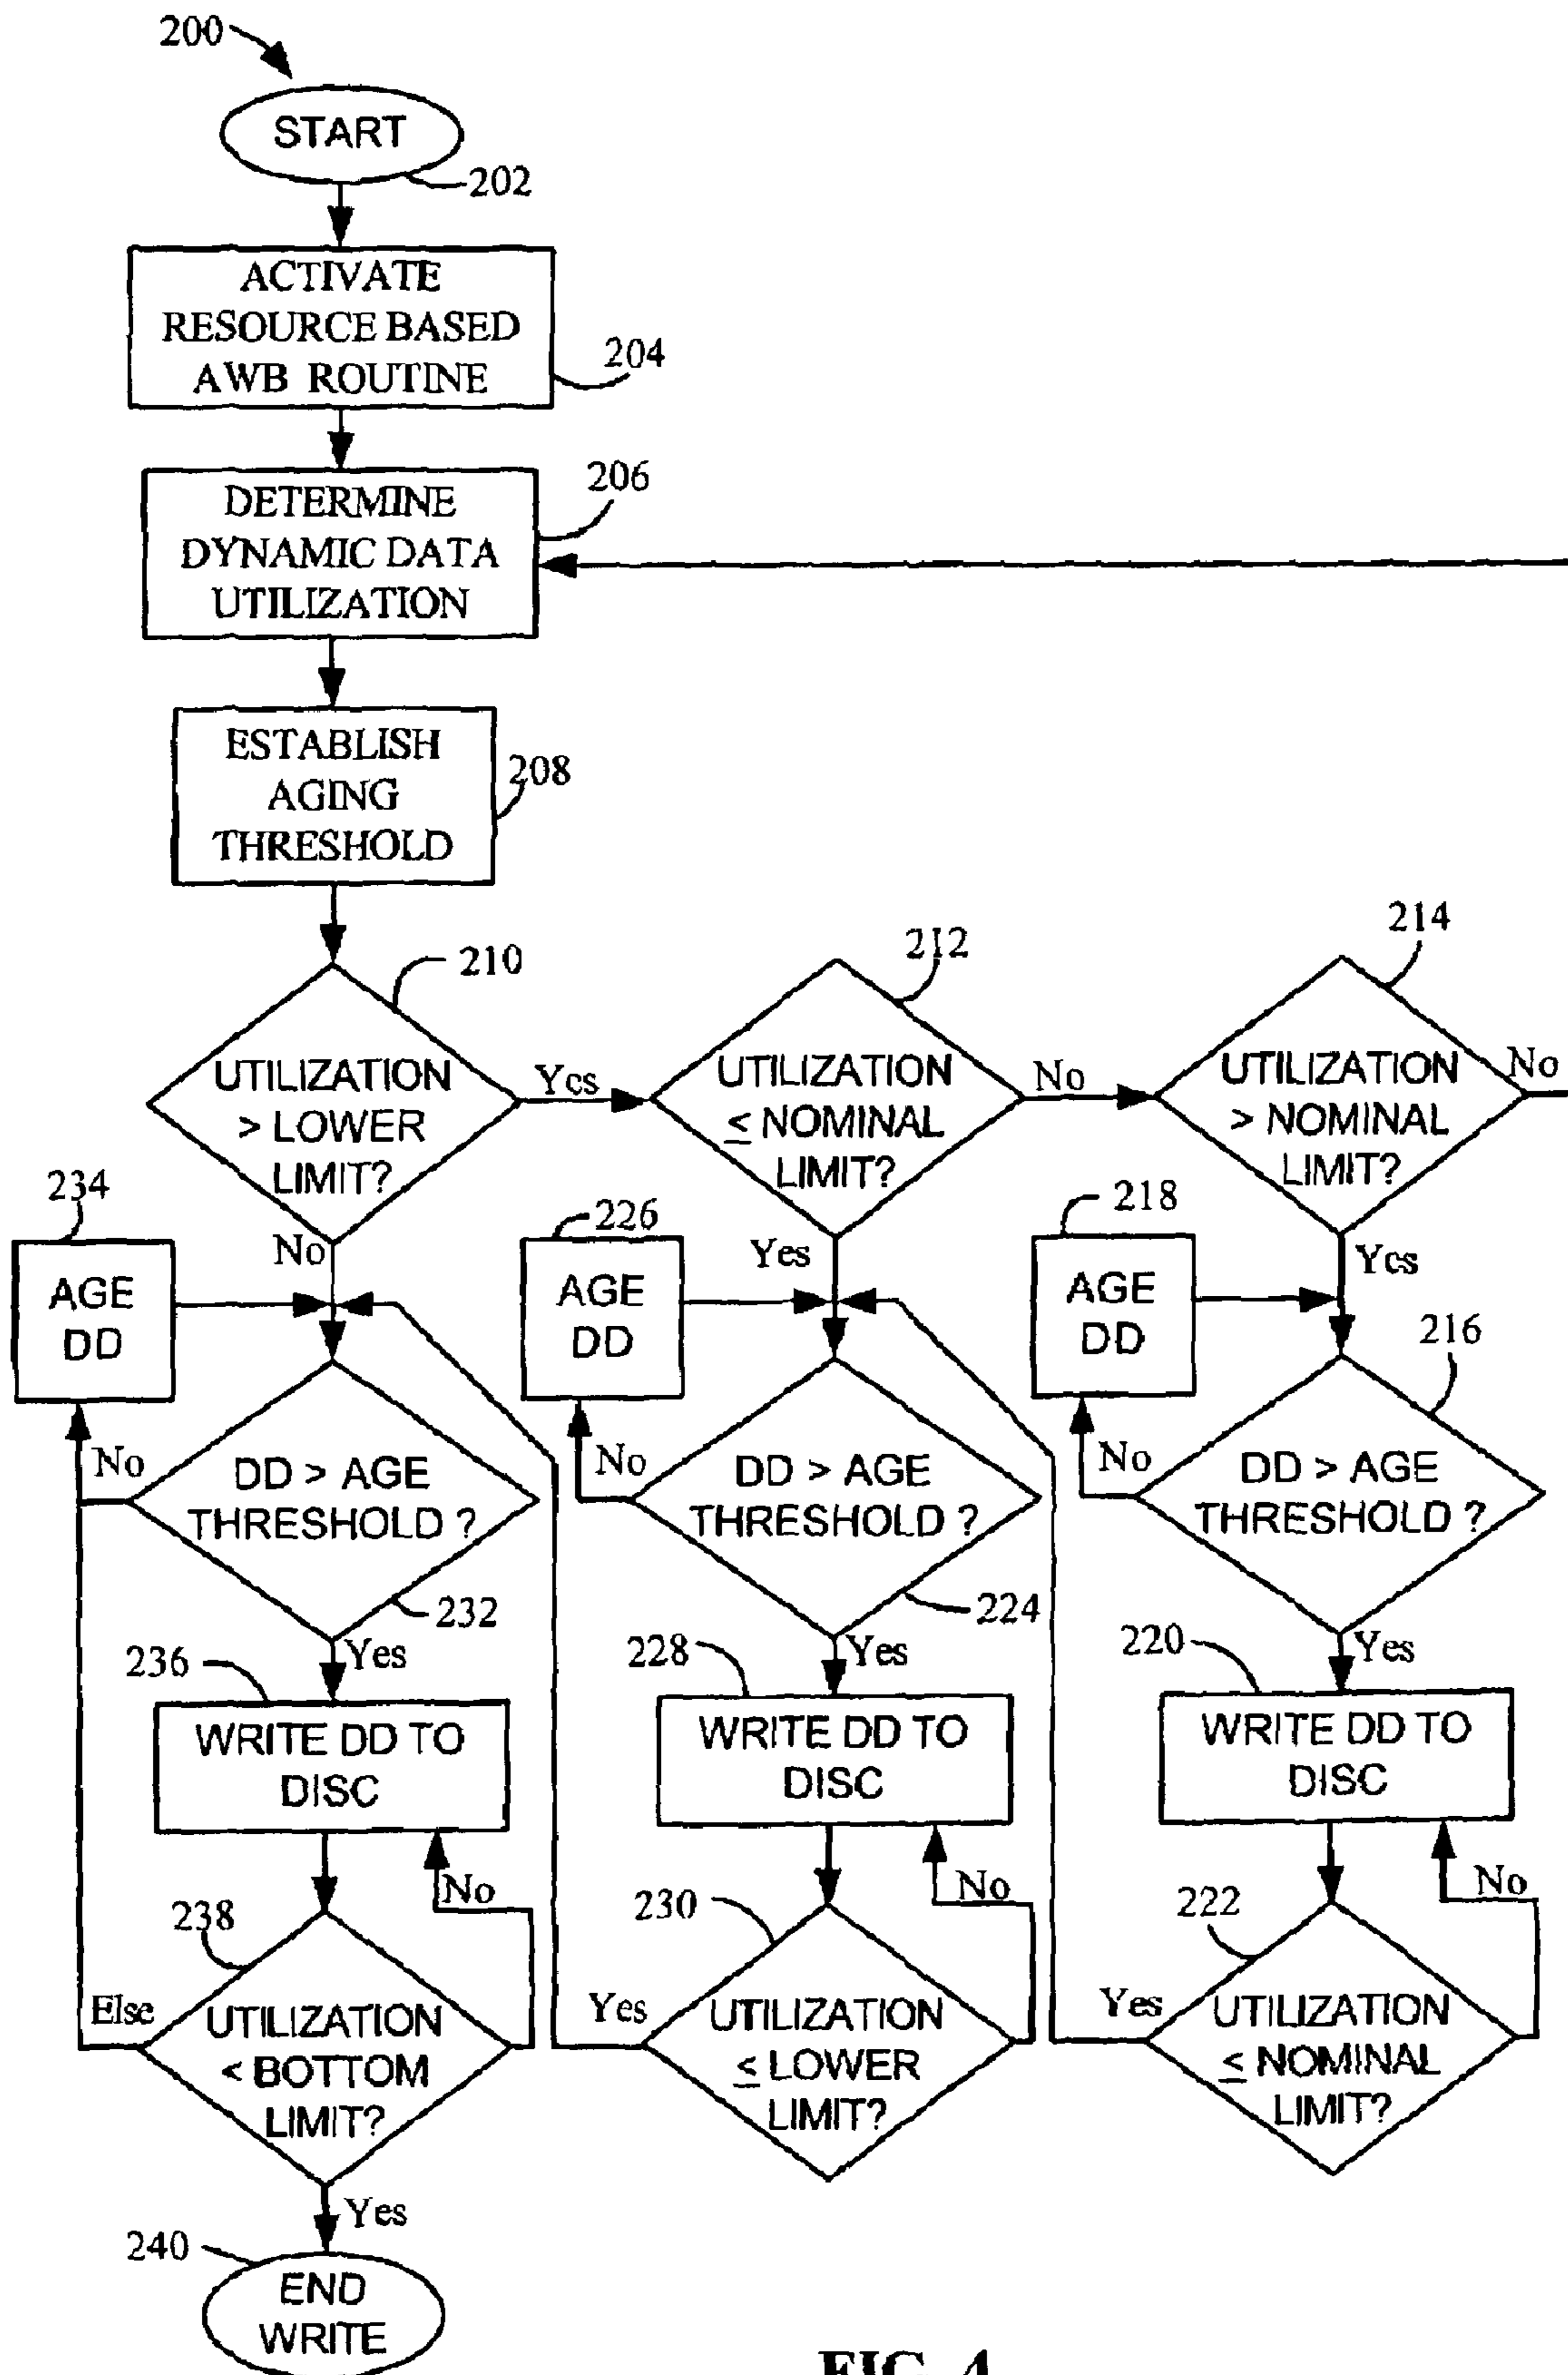 200
START
202
ACTIVATE
RESOURCE BASED
AWB ROUTINE
204
206
DETERMINE
DYNAMIC DATA
UTILIZATION
ESTABLISH
AGING
THRESHOLD
208
210
212
214
UTILIZATION
> LOWER
LIMIT?
Yes
UTILIZATION
≤ NOMINAL
LIMIT?
No
UTILIZATION
> NOMINAL
LIMIT?
No
234
No
AGE
DD
226
Yes
AGE
DD
218
Yes
AGE
DD
216
No
DD > AGE
THRESHOLD ?
232
No
DD > AGE
THRESHOLD ?
224
No
DD > AGE
THRESHOLD ?
236
Yes
228
Yes
220
Yes
WRITE DD TO
DISC
WRITE DD TO
DISC
WRITE DD TO
DISC
238
No
230
No
222
No
Else
UTILIZATION
< BOTTOM
LIMIT?
Yes
UTILIZATION
≤ LOWER
LIMIT?
Yes
UTILIZATION
≤ NOMINAL
LIMIT?
Yes
240
END
WRITE
FIG. 4